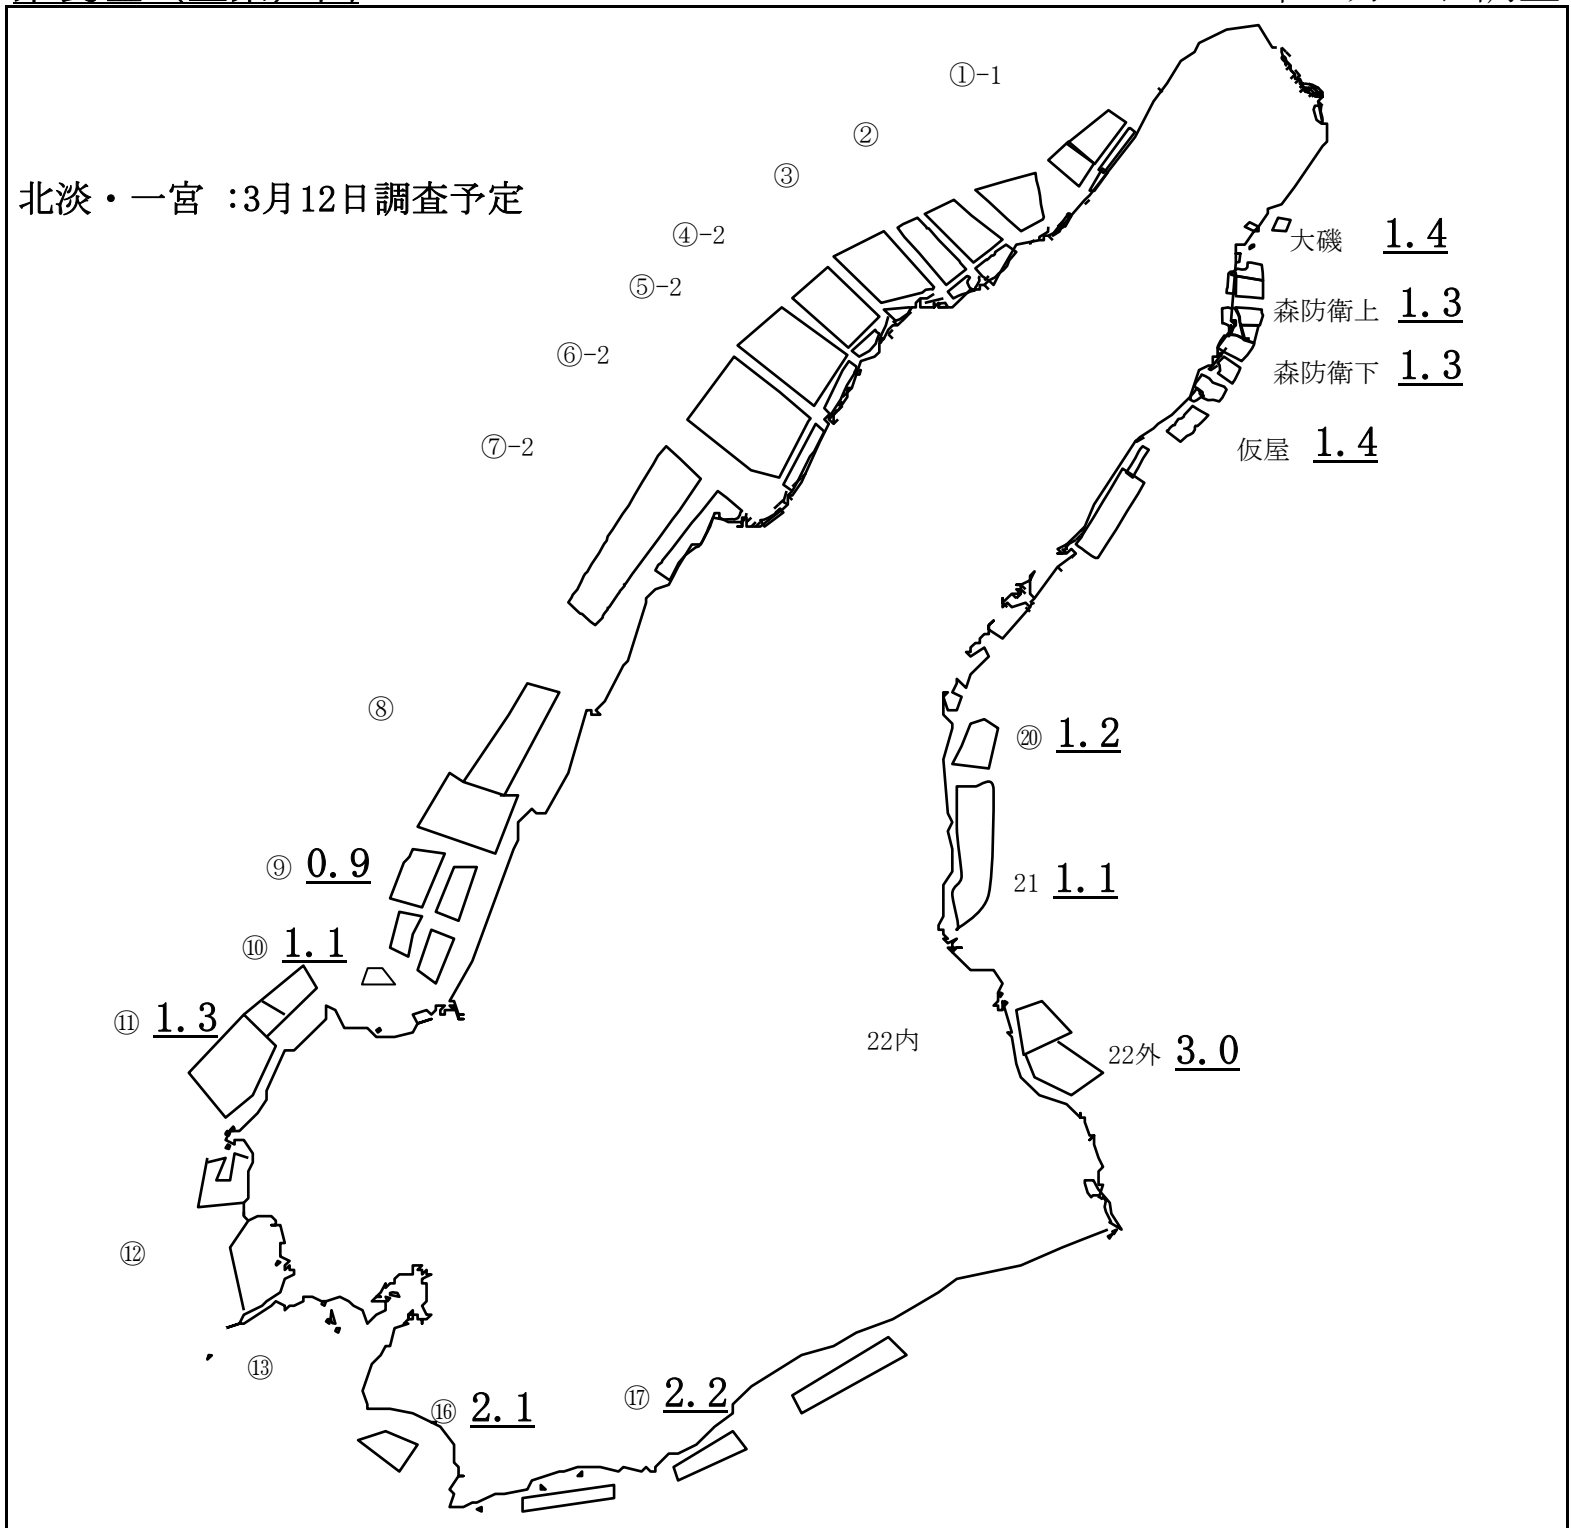 ①-1
②
③
北淡・一宮 :3月12日調査予定
④-2
大磯 1.4
⑤-2
森防衛上 1.3
⑥-2
森防衛下 1.3
⑦-2
仮屋 1.4
⑧
⑳ 1.2
⑨ 0.9
21 1.1
⑩ 1.1
⑪ 1.3
22内
22外 3.0
⑫
⑬
⑯ 2.1
⑰ 2.2